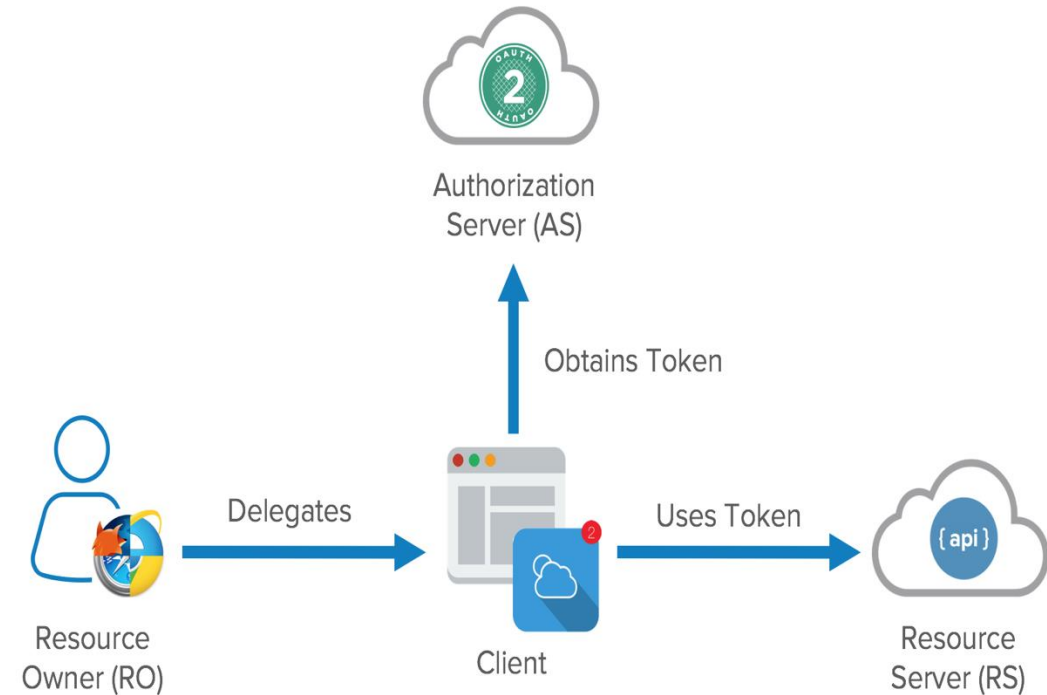 OAUTH
2
OAUTH
Authorization
Server (AS)
Obtains Token
Delegates
Uses Token
2
{ api }
Resource
Owner (RO)
Client
Resource
Server (RS)